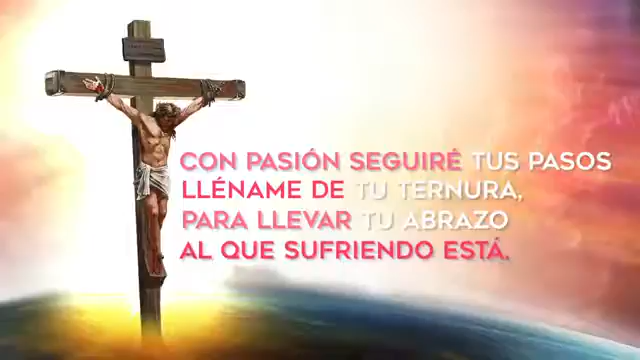 CON PASIÓN SEGUIRÉ TUS PASOS
LLÉNAME DE TU TERNURA,
PARA LLEVAR TU ABRAZO
AL QUE SUFRIENDO ESTÁ.